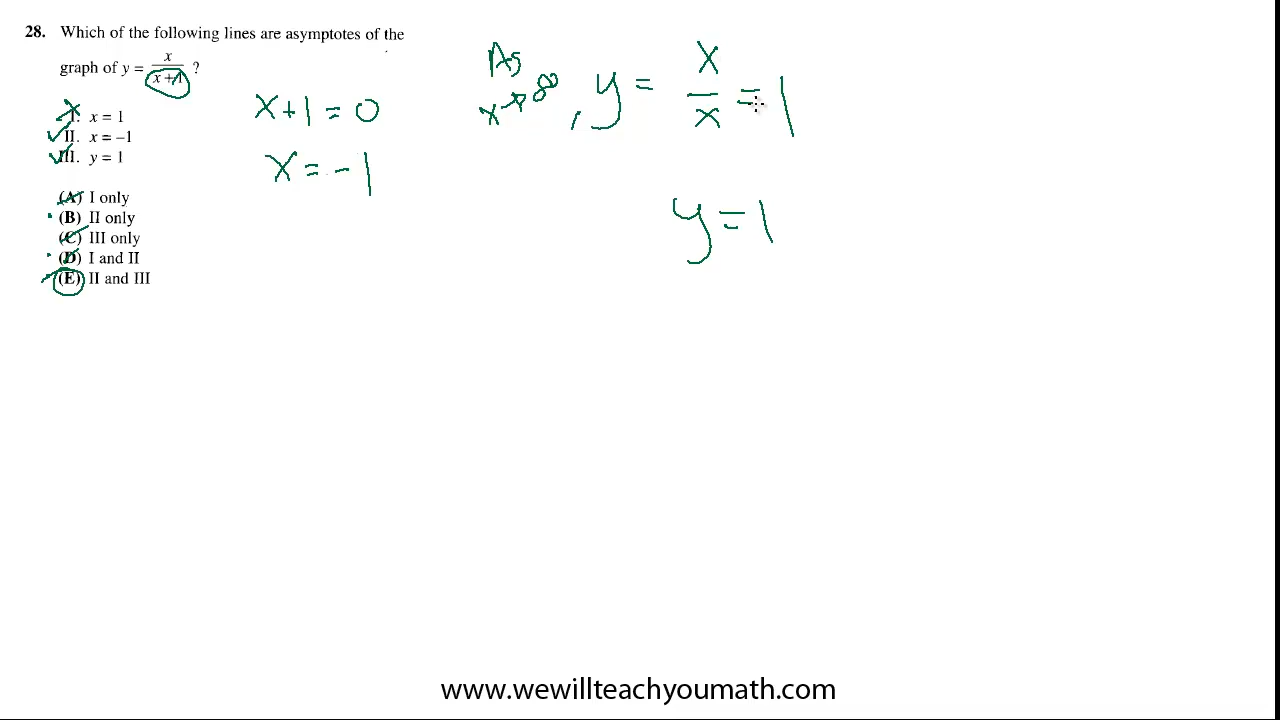 28. Which of the following lines are asymptotes of the
graph of y = x/(x+1) ?
I. x = 1
II. x = –1
III. y = 1
(A) I only
(B) II only
(C) III only
(D) I and II
(E) II and III
x+1=0
x=-1
As
x→∞, y = x/x = 1
y=1
www.wewillteachyoumath.com